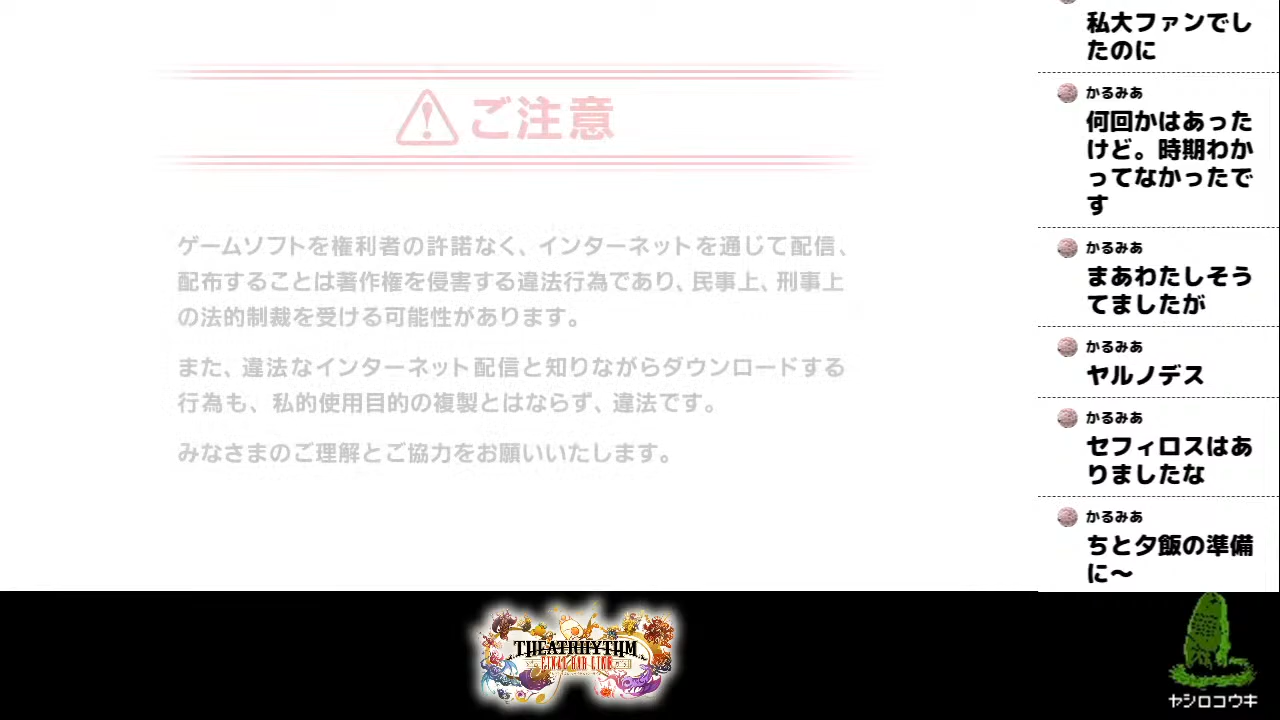 ご注意
ゲームソフトを権利者の許諾なく、インターネットを通じて配信、
配布することは著作権を侵害する違法行為であり、民事上、刑事上
の法的制裁を受ける可能性があります。
また、違法なインターネット配信と知りながらダウンロードする
行為も、私的使用目的の複製とはならず、違法です。
みなさまのご理解とご協力をお願いいたします。
私大ファンでし
たのに
かるみあ
何回かはあった
けど。時期わか
ってなかったで
す
かるみあ
まあわたしそう
てましたが
かるみあ
ヤルノデス
かるみあ
セフィロスはあ
りましたな
かるみあ
ちと夕飯の準備
に〜
THEATRHYTHM
FINAL BAR LINE
ヤシロコウキ